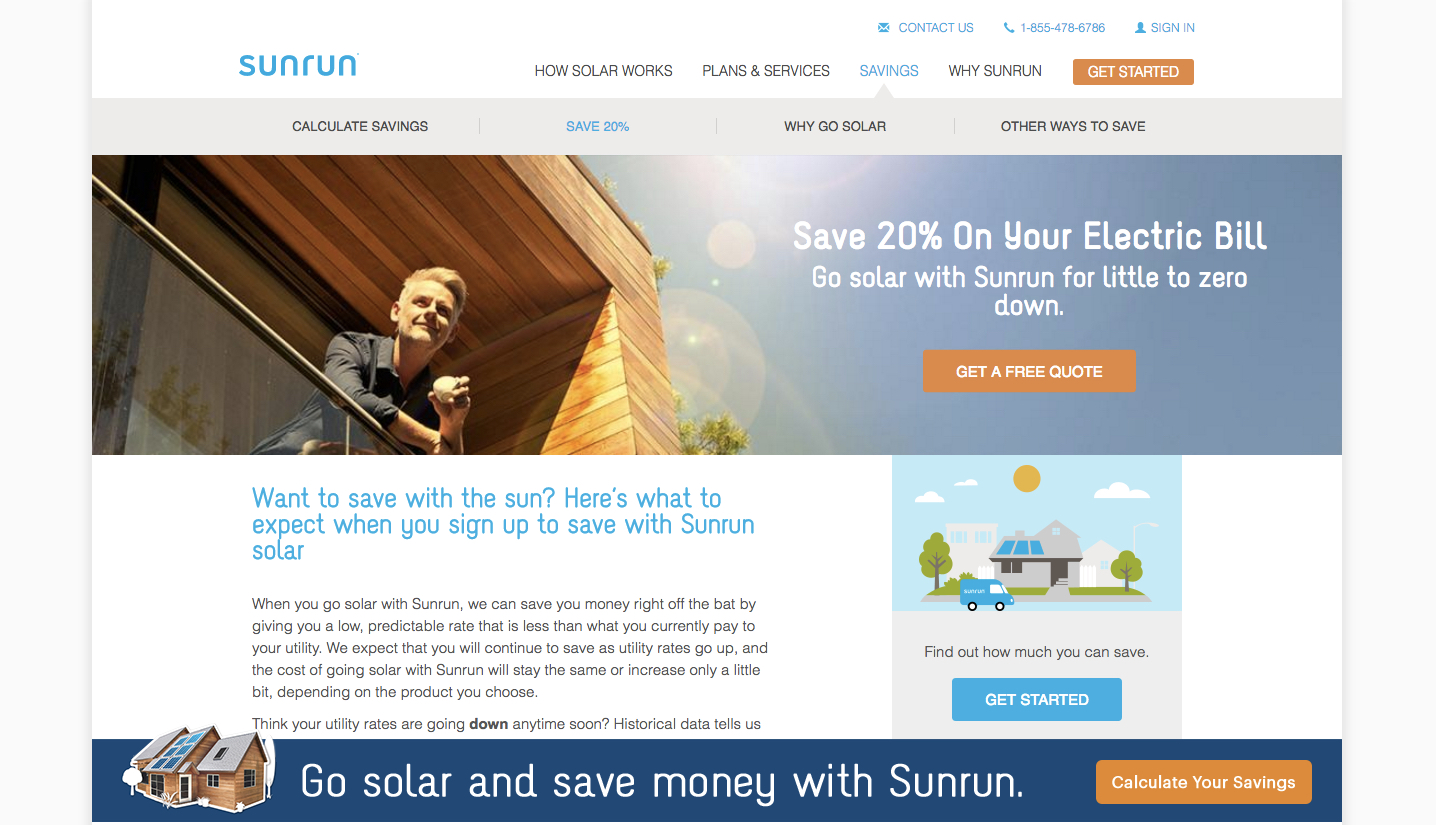 CONTACT US
1-855-478-6786
SIGN IN
sunrun
HOW SOLAR WORKS
PLANS & SERVICES
SAVINGS
WHY SUNRUN
GET STARTED
CALCULATE SAVINGS
SAVE 20%
WHY GO SOLAR
OTHER WAYS TO SAVE
Save 20% On Your Electric Bill
Go solar with Sunrun for little to zero
down.
GET A FREE QUOTE
Want to save with the sun? Here's what to
expect when you sign up to save with Sunrun
solar
When you go solar with Sunrun, we can save you money right off the bat by
giving you a low, predictable rate that is less than what you currently pay to
your utility. We expect that you will continue to save as utility rates go up, and
the cost of going solar with Sunrun will stay the same or increase only a little
bit, depending on the product you choose.
Think your utility rates are going down anytime soon? Historical data tells us
sunrun
Find out how much you can save.
GET STARTED
Go solar and save money with Sunrun.
Calculate Your Savings